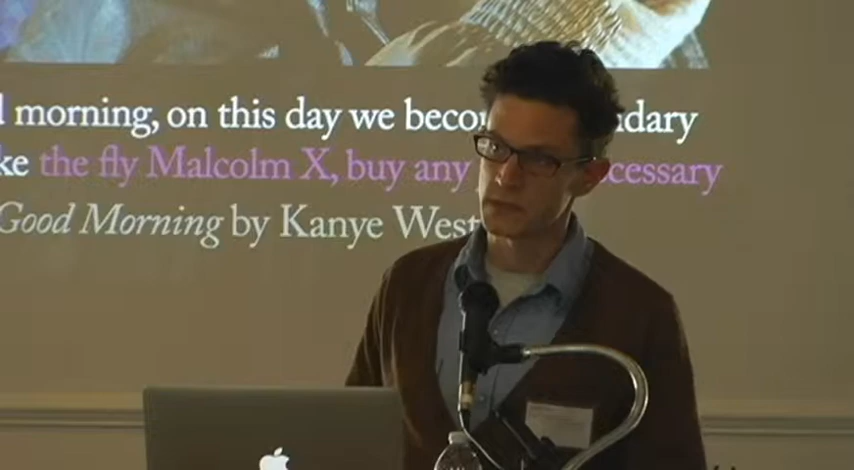 morning, on this day we
the fly Malcolm X, buy any
Good Morning by Kanye West